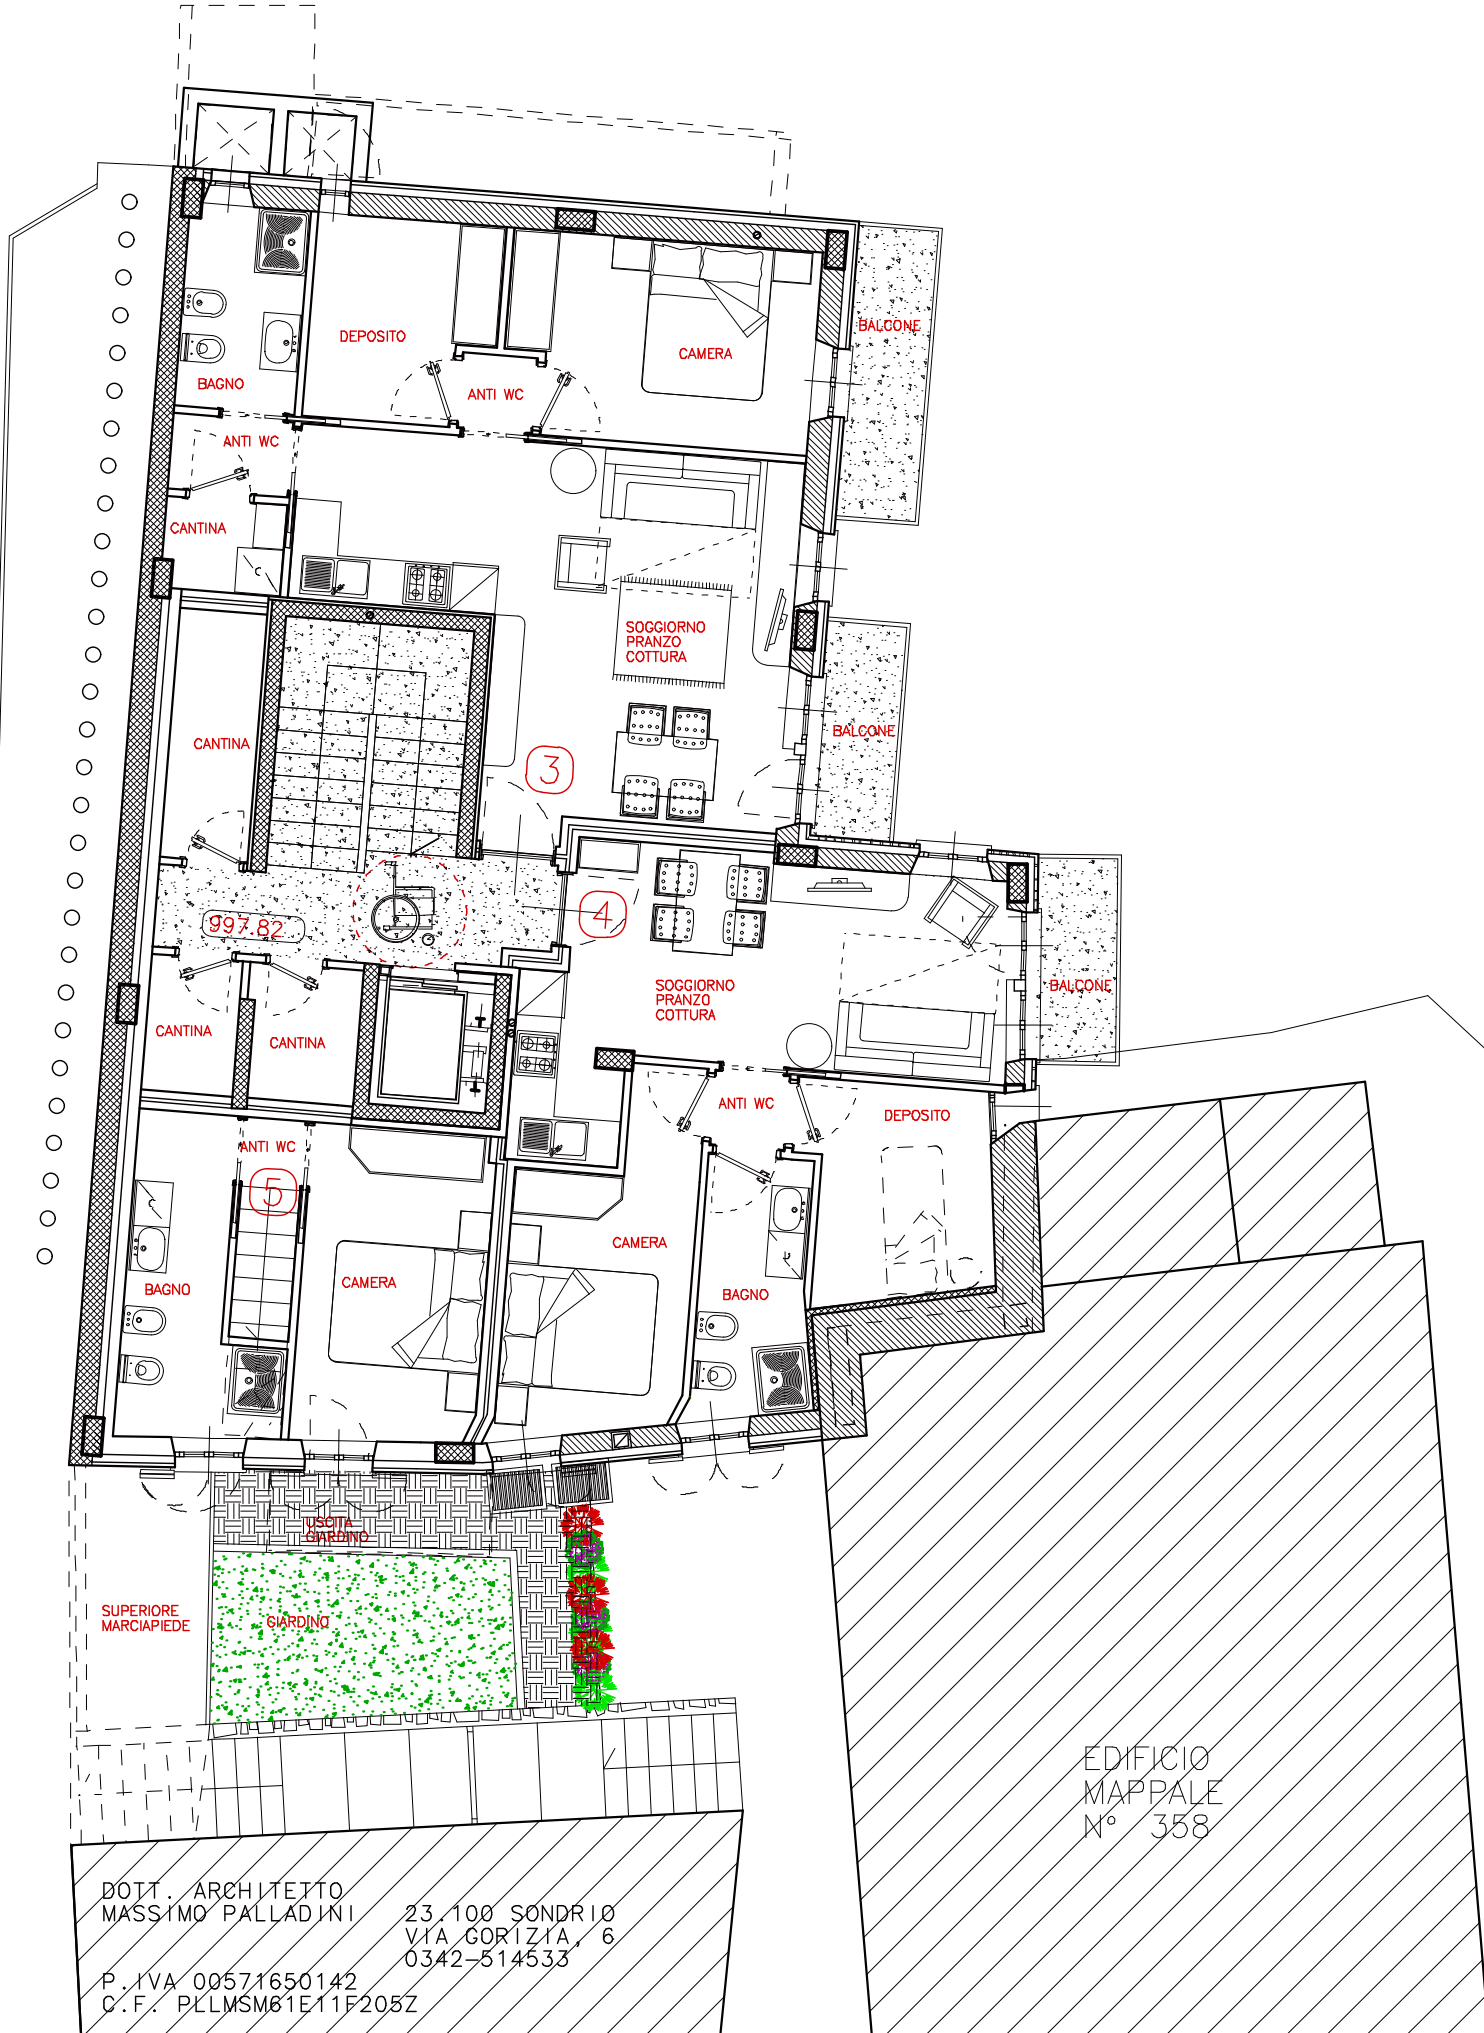 BALCONE
DEPOSITO
CAMERA
BAGNO
ANTI WC
ANTI WC
CANTINA
SOGGIORNO
PRANZO
COTTURA
CANTINA
BALCONE
3
4
997.82
SOGGIORNO
PRANZO
COTTURA
BALCONE
CANTINA
CANTINA
ANTI WC
DEPOSITO
ANTI WC
5
CAMERA
CAMERA
BAGNO
BAGNO
USCITA
GIARDINO
SUPERIORE
MARCIAPIEDE
GIARDINO
EDIFICIO
MAPPALE
N° 358
DOTT. ARCHITETTO
MASSIMO PALLADINI
23.100 SONDRIO
VIA GORIZIA, 6
0342-514533
P.IVA 00571650142
C.F. PLLMSM61E11F205Z